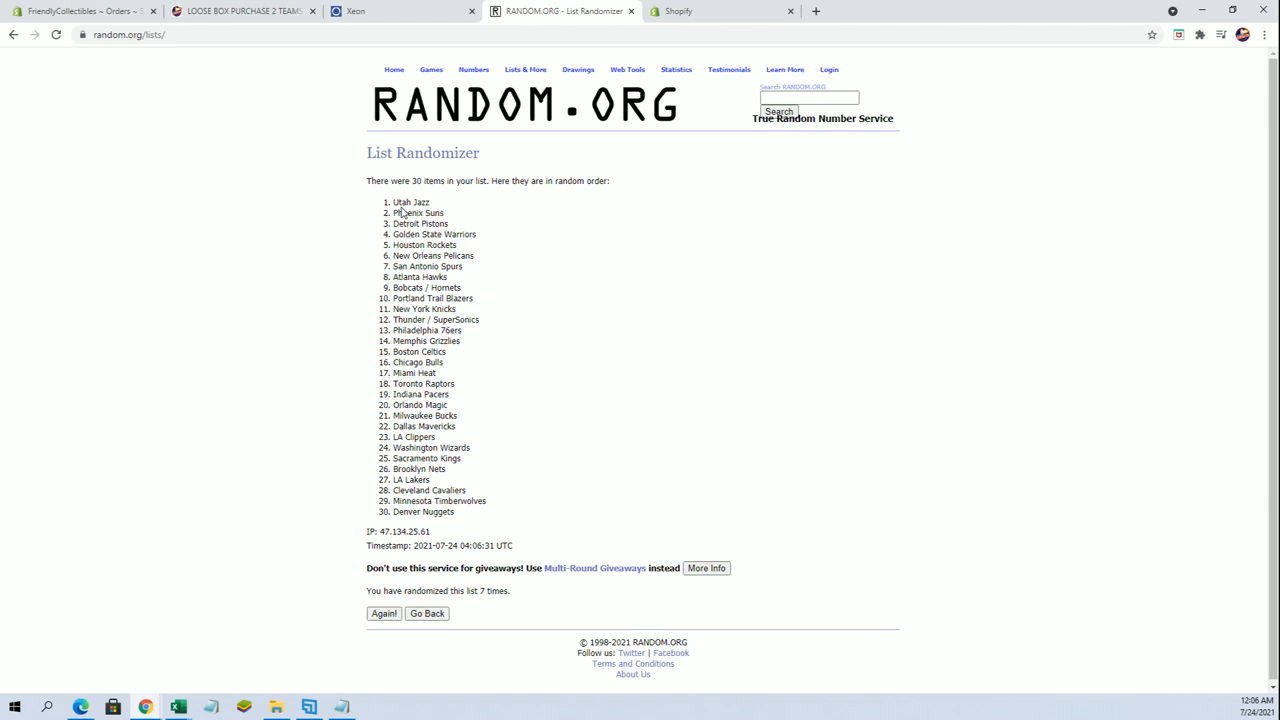 FriendlyCollectibles ~ Orders ~ S
LOOSE BOX PURCHASE 2 TEAMS
Xeon
RANDOM.ORG - List Randomizer
Shopify
random.org/lists/
Home Games Numbers Lists & More Drawings Web Tools Statistics Testimonials Learn More Login
Search RANDOM.ORG
RANDOM.ORG
Search
True Random Number Service
List Randomizer
There were 30 items in your list. Here they are in random order:
1. Utah Jazz
2. Phoenix Suns
3. Detroit Pistons
4. Golden State Warriors
5. Houston Rockets
6. New Orleans Pelicans
7. San Antonio Spurs
8. Atlanta Hawks
9. Bobcats / Hornets
10. Portland Trail Blazers
11. New York Knicks
12. Thunder / SuperSonics
13. Philadelphia 76ers
14. Memphis Grizzlies
15. Boston Celtics
16. Chicago Bulls
17. Miami Heat
18. Toronto Raptors
19. Indiana Pacers
20. Orlando Magic
21. Milwaukee Bucks
22. Dallas Mavericks
23. LA Clippers
24. Washington Wizards
25. Sacramento Kings
26. Brooklyn Nets
27. LA Lakers
28. Cleveland Cavaliers
29. Minnesota Timberwolves
30. Denver Nuggets
IP: 47.134.25.61
Timestamp: 2021-07-24 04:06:31 UTC
Don't use this service for giveaways! Use Multi-Round Giveaways instead More Info
You have randomized this list 7 times.
Again! Go Back
© 1998-2021 RANDOM.ORG
Follow us: Twitter | Facebook
Terms and Conditions
About Us
12:06 AM
7/24/2021